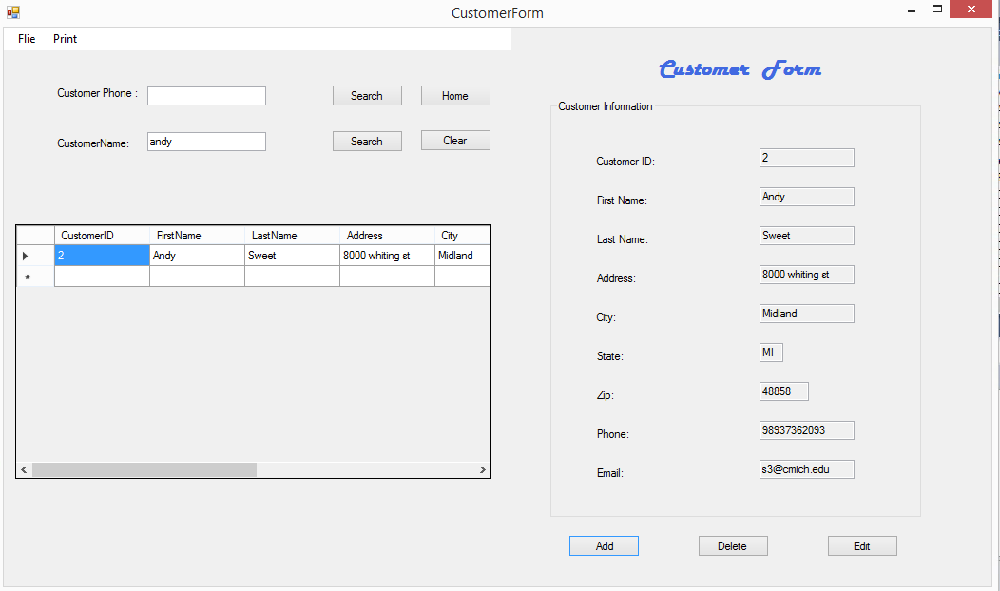 CustomerForm
Flie Print
Customer Form
Customer Phone : Search Home
CustomerName: andy Search Clear
CustomerID FirstName LastName Address City
2 Andy Sweet 8000 whiting st Midland
Customer Information
Customer ID: 2
First Name: Andy
Last Name: Sweet
Address: 8000 whiting st
City: Midland
State: MI
Zip: 48858
Phone: 98937362093
Email: s3@cmich.edu
Add Delete Edit